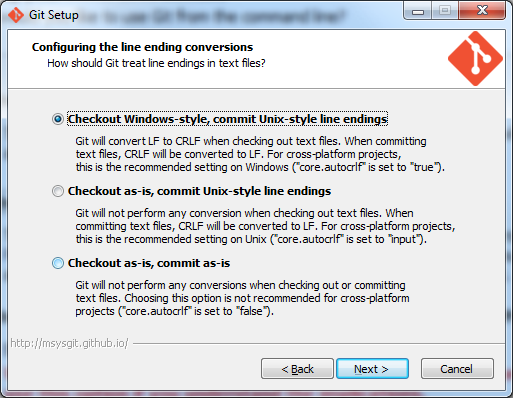 Git Setup
Configuring the line ending conversions
How should Git treat line endings in text files?
Checkout Windows-style, commit Unix-style line endings
Git will convert LF to CRLF when checking out text files. When committing
text files, CRLF will be converted to LF. For cross-platform projects,
this is the recommended setting on Windows ("core.autocrlf" is set to "true").
Checkout as-is, commit Unix-style line endings
Git will not perform any conversion when checking out text files. When
committing text files, CRLF will be converted to LF. For cross-platform projects,
this is the recommended setting on Unix ("core.autocrlf" is set to "input").
Checkout as-is, commit as-is
Git will not perform any conversions when checking out or committing
text files. Choosing this option is not recommended for cross-platform
projects ("core.autocrlf" is set to "false").
http://msysgit.github.io/
< Back
Next >
Cancel